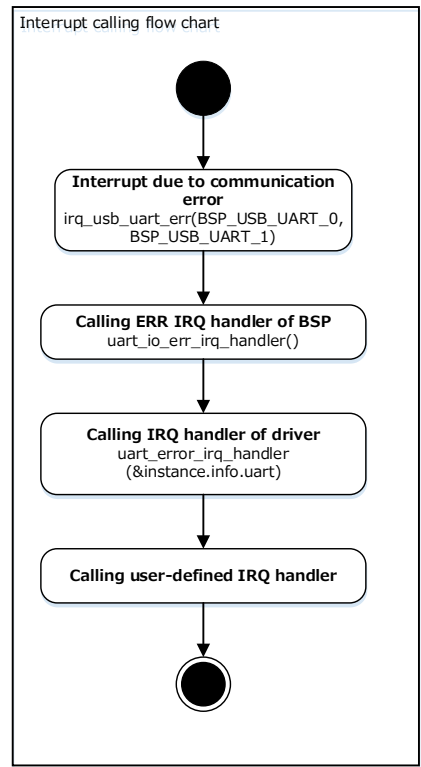 Interrupt calling flow chart
Interrupt due to communication
error
irq_usb_uart_err(BSP_USB_UART_0,
BSP_USB_UART_1)
Calling ERR IRQ handler of BSP
uart_io_err_irq_handler()
Calling IRQ handler of driver
uart_error_irq_handler
(&instance.info.uart)
Calling user-defined IRQ handler